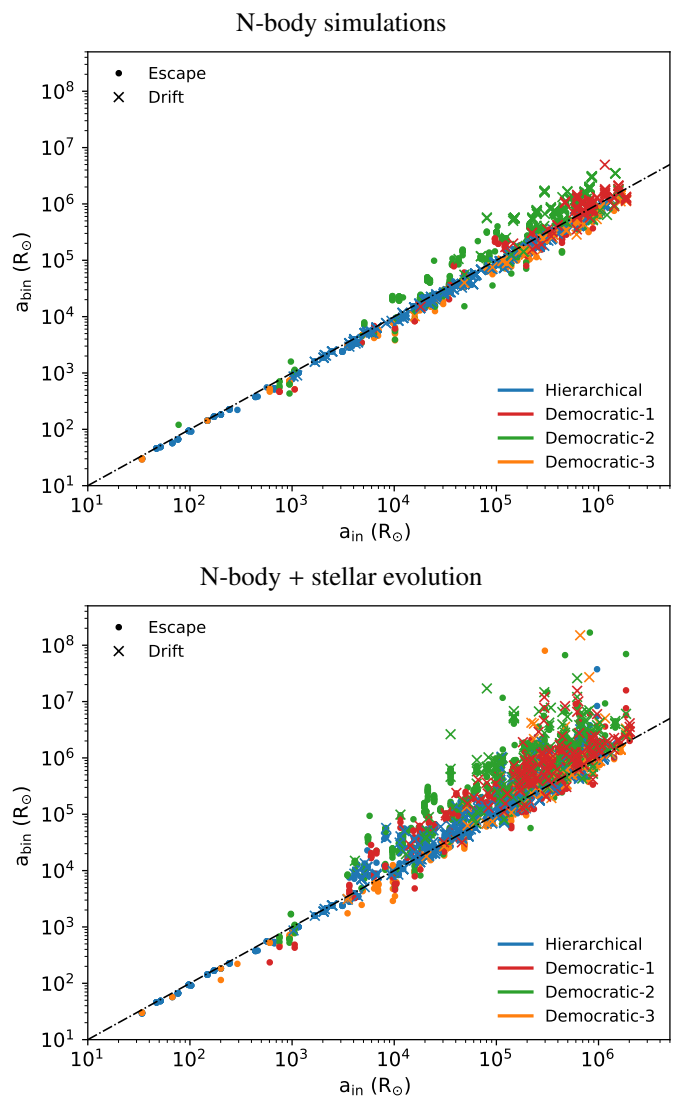 N-body simulations
Escape
Drift
10^8
10^7
10^6
10^5
10^4
10^3
10^2
10^1
a_bin (R_⊙)
Hierarchical
Democratic-1
Democratic-2
Democratic-3
10^1 10^2 10^3 10^4 10^5 10^6
a_in (R_⊙)
N-body + stellar evolution
Escape
Drift
10^8
10^7
10^6
10^5
10^4
10^3
10^2
10^1
a_bin (R_⊙)
Hierarchical
Democratic-1
Democratic-2
Democratic-3
10^1 10^2 10^3 10^4 10^5 10^6
a_in (R_⊙)